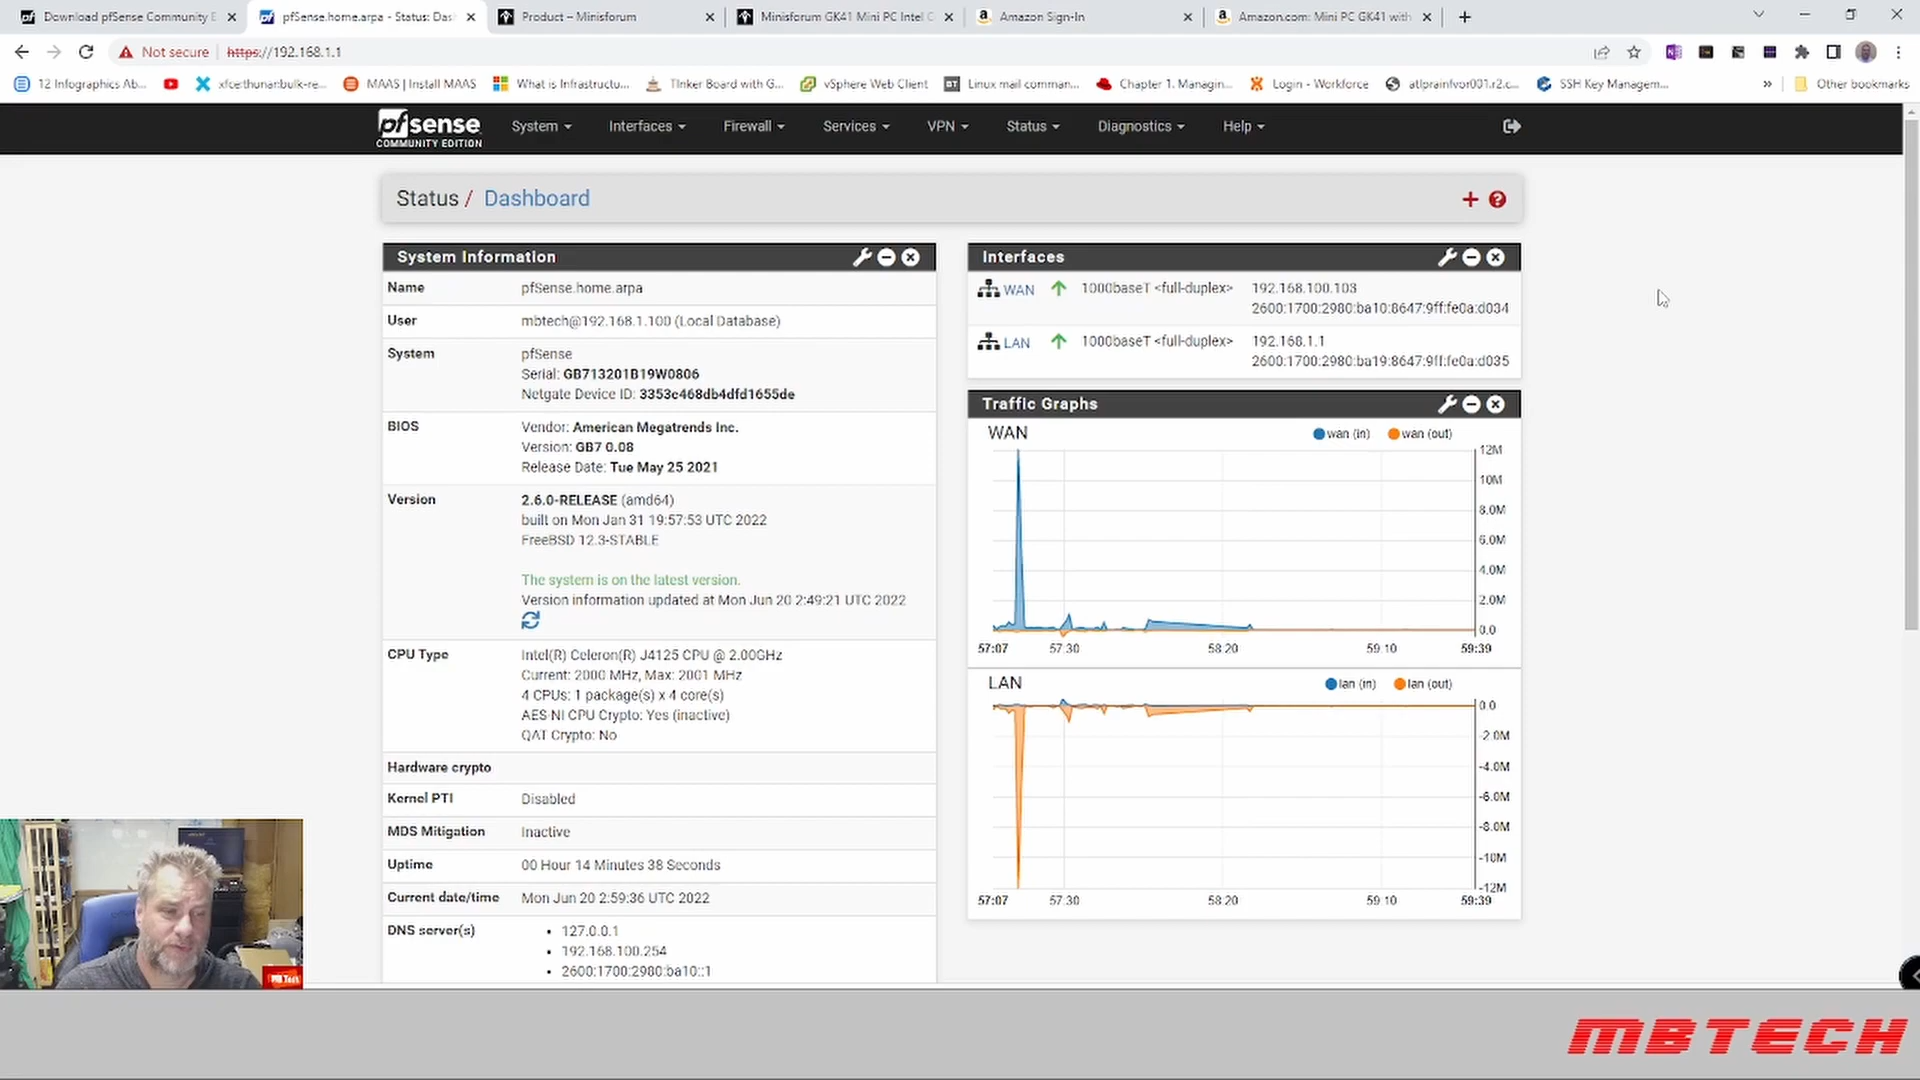 Download pfSense Community E
pfSense.home.arpa - Status: Das
Product – Minisforum
Minisforum GK41 Mini PC Intel C
Amazon Sign-In
Amazon.com: Mini PC GK41 with
Not secure
https://192.168.1.1
12 Infographics Ab...
xfce:thunar:bulk-re...
MAAS | Install MAAS
What is Infrastructu...
TInker Board with G...
vSphere Web Client
Linux mail comman...
Chapter 1. Managin...
Login - Workforce
SSH Key Managem...
»
Other bookmarks
pfsense
COMMUNITY EDITION
System
Interfaces
Firewall
Services
VPN
Status
Diagnostics
Help
Status / Dashboard
System Information
Name pfSense.home.arpa
User mbtech@192.168.1.100 (Local Database)
System pfSense
Serial: GB713201B19W0806
Netgate Device ID: 3353c468db4dfd1655de
BIOS Vendor: American Megatrends Inc.
Version: GB7 0.08
Release Date: Tue May 25 2021
Version 2.6.0-RELEASE (amd64)
built on Mon Jan 31 19:57:53 UTC 2022
FreeBSD 12.3-STABLE
The system is on the latest version.
Version information updated at Mon Jun 20 2:49:21 UTC 2022
CPU Type Intel(R) Celeron(R) J4125 CPU @ 2.00GHz
Current: 2000 MHz, Max: 2001 MHz
4 CPUs: 1 package(s) x 4 core(s)
AES-NI CPU Crypto: Yes (inactive)
QAT Crypto: No
Hardware crypto
Kernel PTI Disabled
MDS Mitigation Inactive
Uptime 00 Hour 14 Minutes 38 Seconds
Current date/time Mon Jun 20 2:59:36 UTC 2022
DNS server(s) 127.0.0.1
192.168.100.254
2600:1700:2980:ba10::1
Interfaces
WAN 1000baseT <full-duplex> 192.168.100.103
2600:1700:2980:ba10:8647:9ff:fe0a:d034
LAN 1000baseT <full-duplex> 192.168.1.1
2600:1700:2980:ba19:8647:9ff:fe0a:d035
Traffic Graphs
WAN
wan (in) wan (out)
12M
10M
8.0M
6.0M
4.0M
2.0M
0.0
57:07 57:30 58:20 59:10 59:39
LAN
lan (in) lan (out)
0.0
-2.0M
-4.0M
-6.0M
-8.0M
-10M
-12M
57:07 57:30 58:20 59:10 59:39
MB Tech
MBTECH